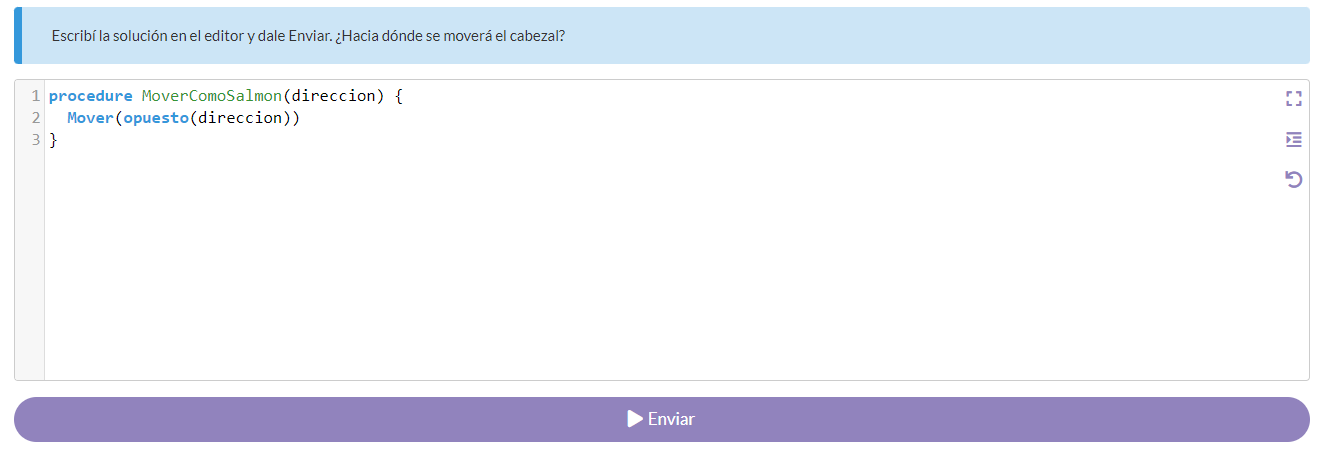 Escribí la solución en el editor y dale Enviar. ¿Hacia dónde se moverá el cabezal?
1 procedure MoverComoSalmon(direccion) {
2   Mover(opuesto(direccion))
3 }
Enviar